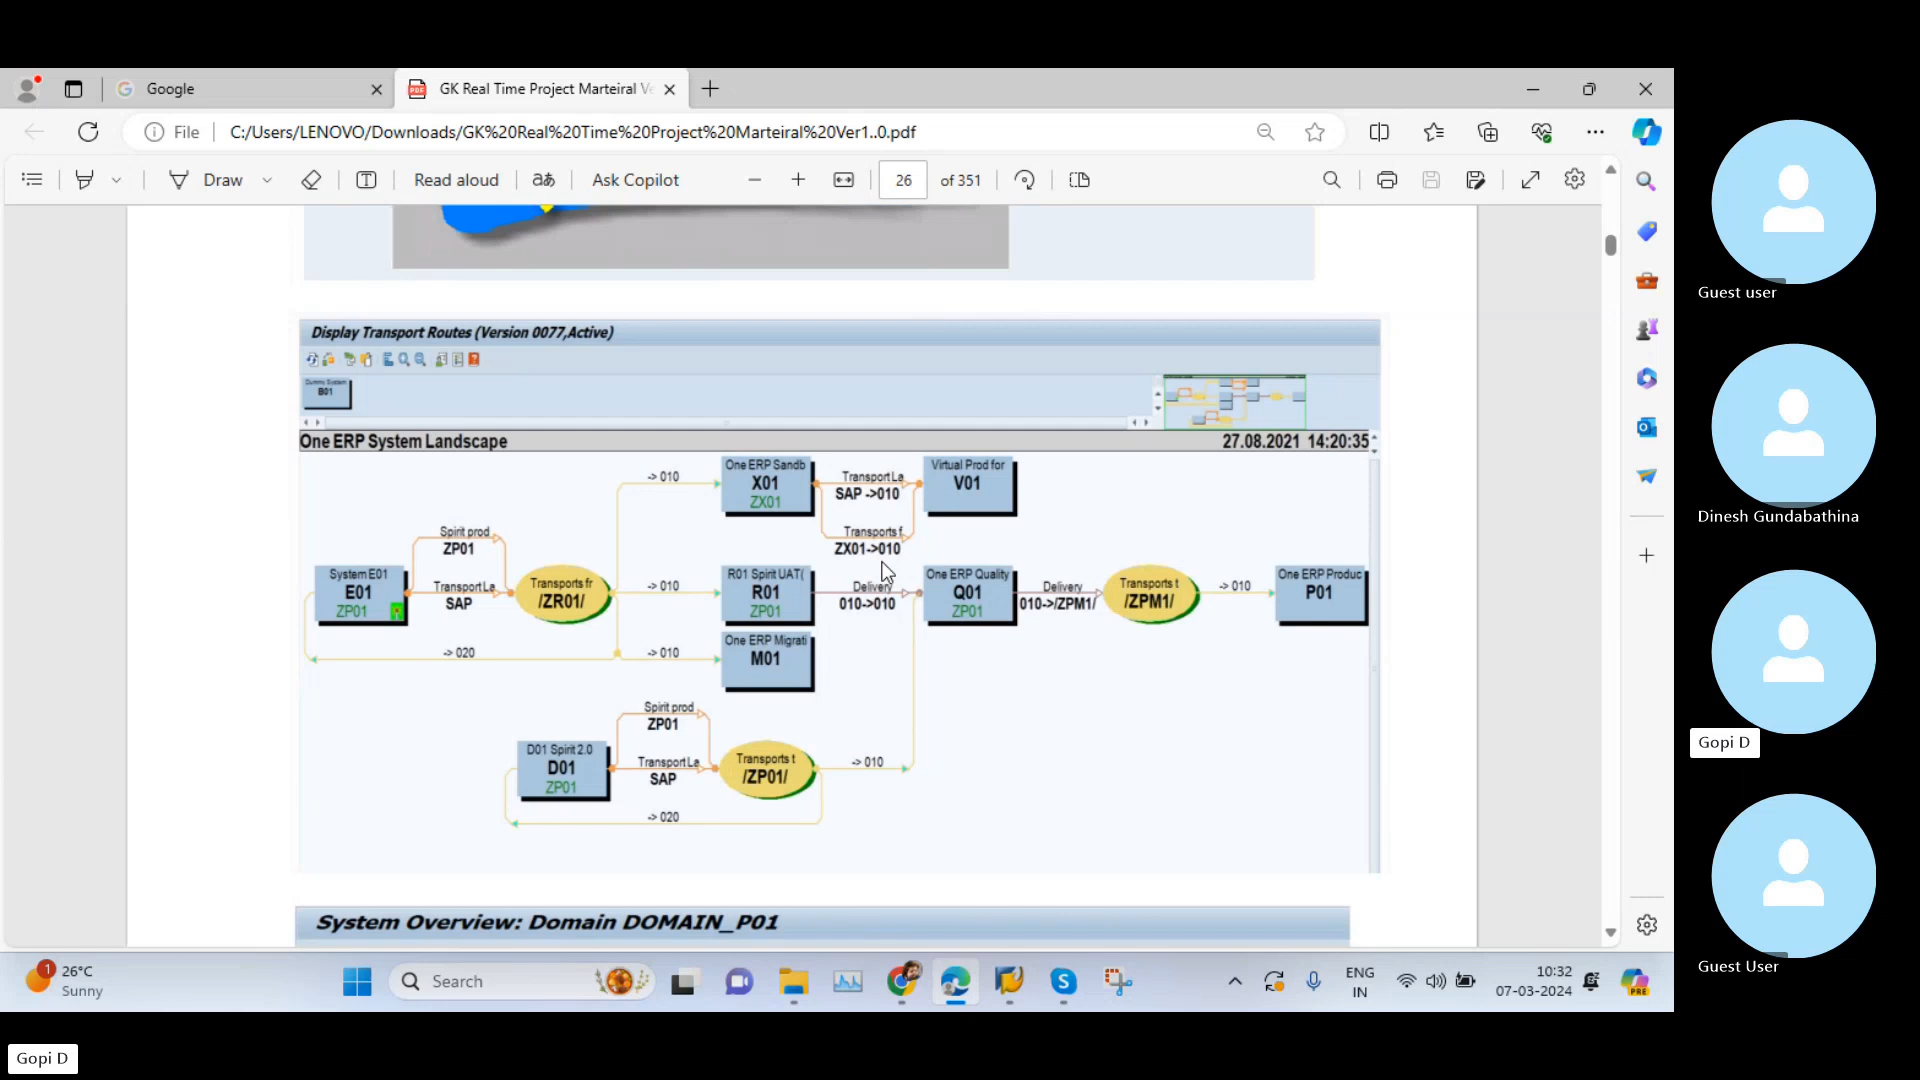 Google
GK Real Time Project Marteiral Ve
File
C:/Users/LENOVO/Downloads/GK%20Real%20Time%20Project%20Marteiral%20Ver1..0.pdf
Draw
Read aloud
Ask Copilot
26
of 351
Display Transport Routes (Version 0077,Active)
Dummy System
B01
One ERP System Landscape
27.08.2021 14:20:35
-> 010
One ERP Sandb
X01
ZX01
Transport La
SAP ->010
Virtual Prod for
V01
Transports f
ZX01->010
Spirit prod
ZP01
System E01
E01
ZP01
Transport La
SAP
Transports fr
/ZR01/
-> 010
R01 Spirit UAT(
R01
ZP01
Delivery
010->010
One ERP Quality
Q01
ZP01
Delivery
010->/ZPM1/
Transports t
/ZPM1/
-> 010
One ERP Produc
P01
-> 020
-> 010
One ERP Migrati
M01
Spirit prod
ZP01
D01 Spirit 2.0
D01
ZP01
Transport La
SAP
Transports t
/ZP01/
-> 010
-> 020
System Overview: Domain DOMAIN_P01
Guest user
Dinesh Gundabathina
Gopi D
Guest User
1
26°C
Sunny
Search
ENG
IN
10:32
07-03-2024
PRE
Gopi D